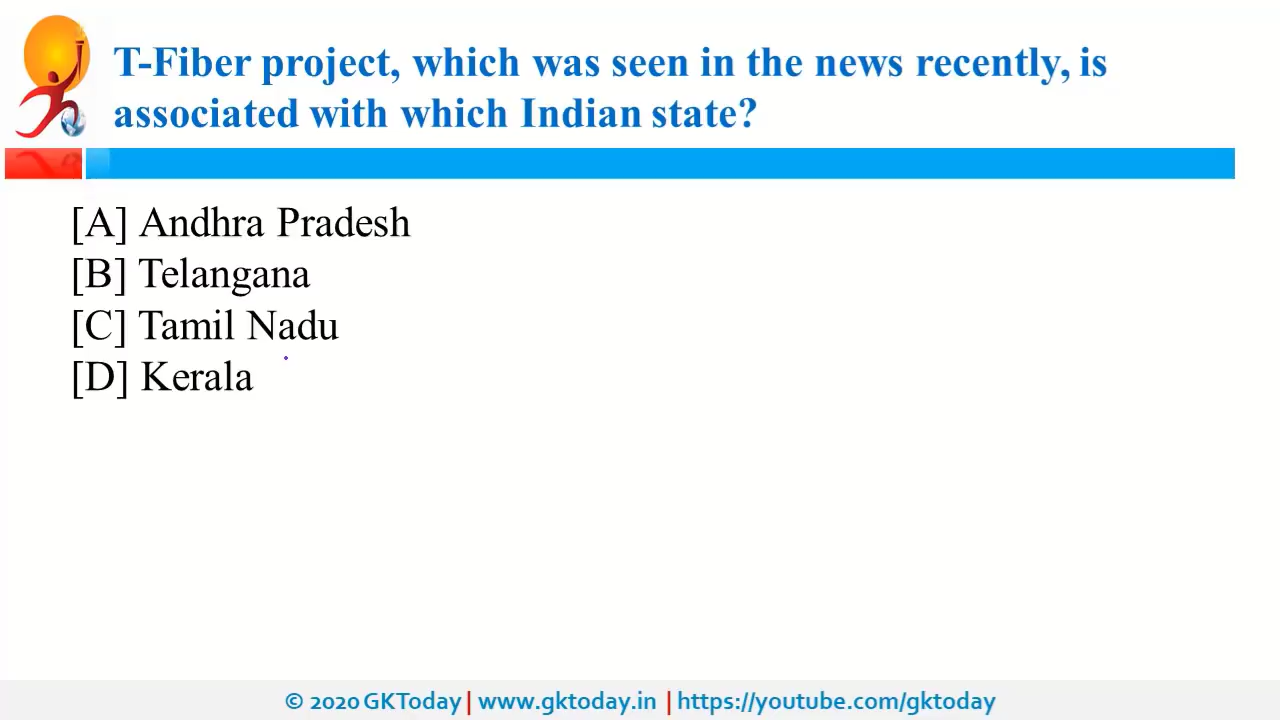 T-Fiber project, which was seen in the news recently, is
associated with which Indian state?
[A] Andhra Pradesh
[B] Telangana
[C] Tamil Nadu
[D] Kerala
© 2020 GKToday | www.gktoday.in | https://youtube.com/gktoday